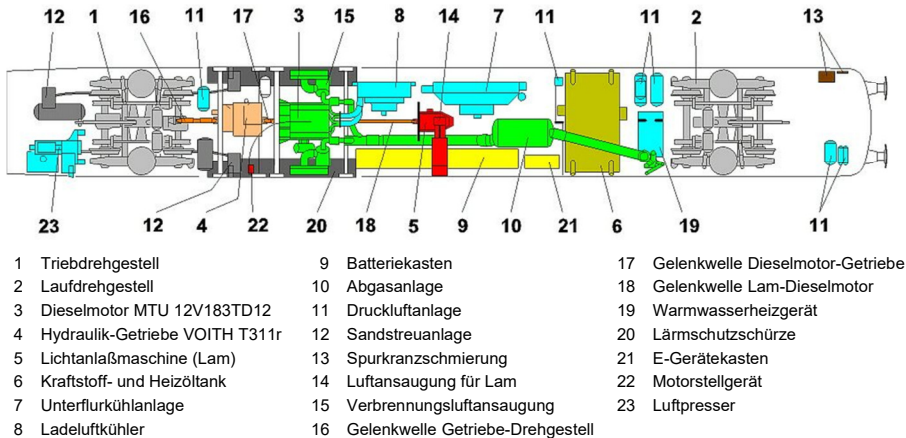 12 16 1 11 17 3 15 8 14 7 11 11 2 13
23 12 4 22 20 18 5 9 10 21 6 19 11
1 Triebdrehgestell
2 Laufdrehgestell
3 Dieselmotor MTU 12V183TD12
4 Hydraulik-Getriebe VOITH T311r
5 Lichtanlaßmaschine (Lam)
6 Kraftstoff- und Heizöltank
7 Unterflurkühlanlage
8 Ladeluftkühler
9 Batteriekasten
10 Abgasanlage
11 Druckluftanlage
12 Sandstreuanlage
13 Spurkranzschmierung
14 Luftansaugung für Lam
15 Verbrennungsluftansaugung
16 Gelenkwelle Getriebe-Drehgestell
17 Gelenkwelle Dieselmotor-Getriebe
18 Gelenkwelle Lam-Dieselmotor
19 Warmwasserheizgerät
20 Lärmschutzschürze
21 E-Gerätekasten
22 Motorstellgerät
23 Luftpresser